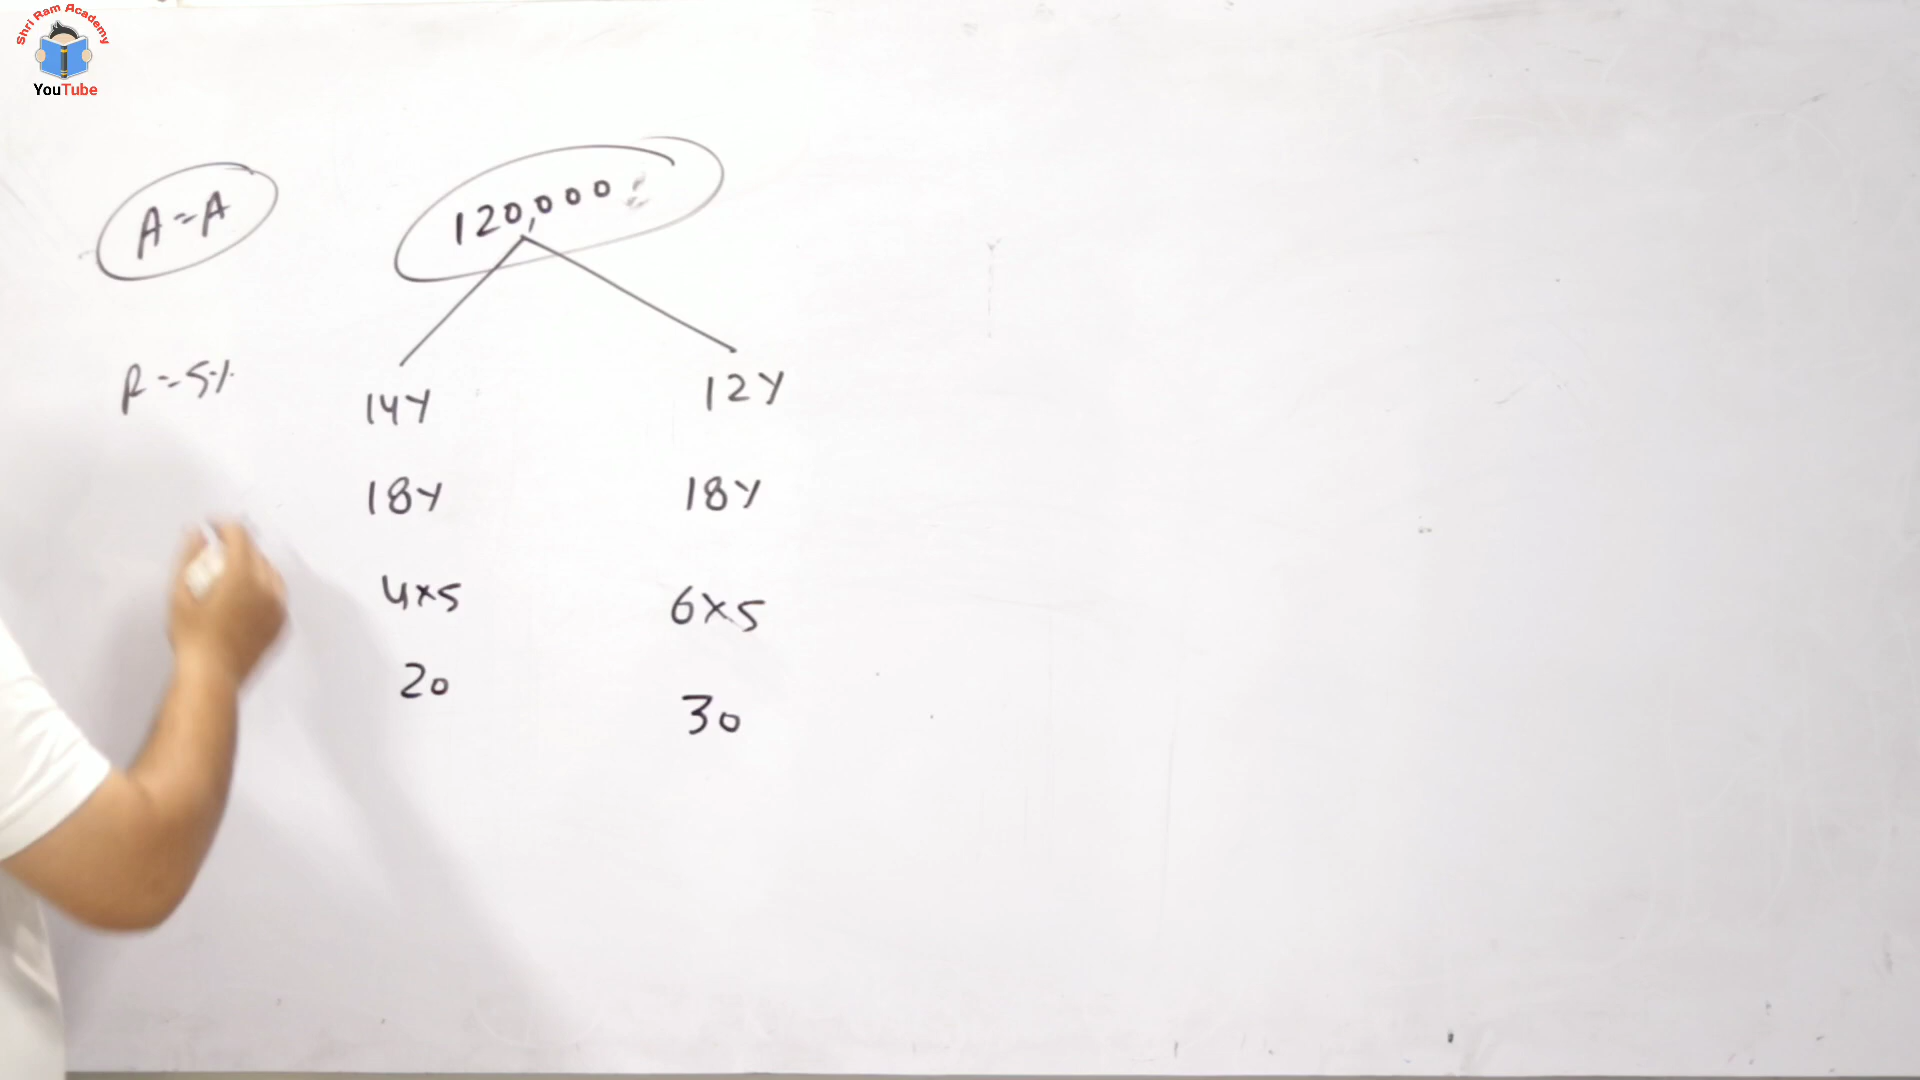 Shri Ram Academy
YouTube
A = A
120,000
R = 5%
14Y 12Y
18Y 18Y
4×5 6×5
20 30